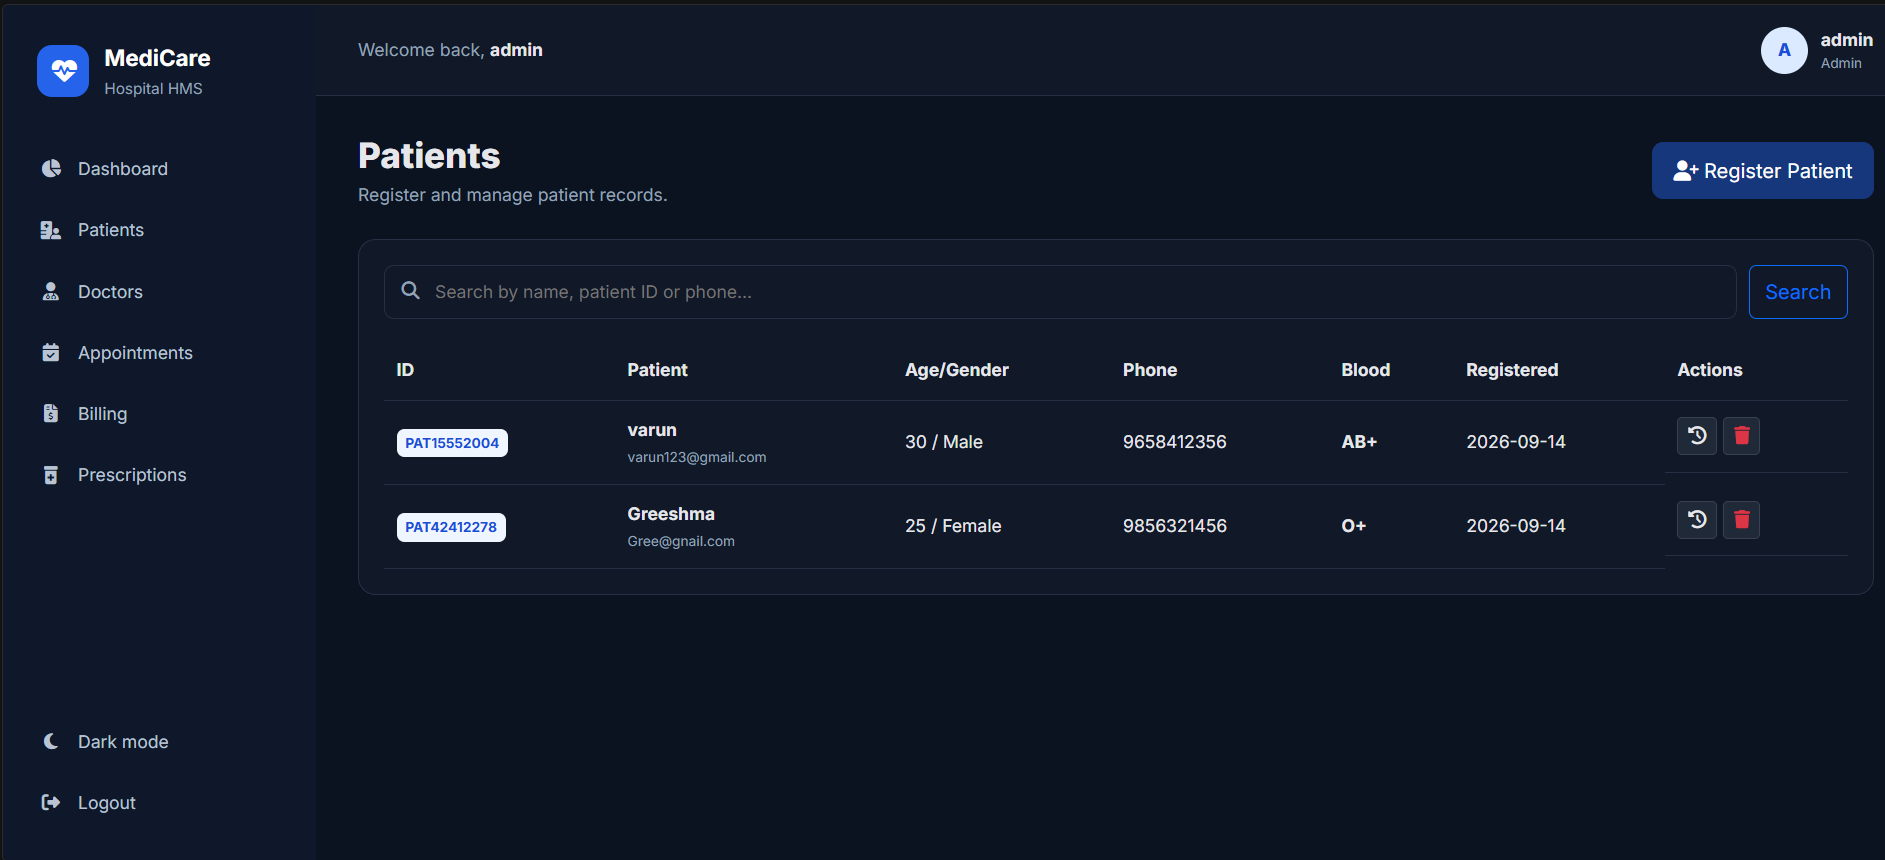 MediCare
Hospital HMS
Dashboard
Patients
Doctors
Appointments
Billing
Prescriptions
Dark mode
Logout
Welcome back, admin
A
admin
Admin
Patients
Register and manage patient records.
Register Patient
Search by name, patient ID or phone...
Search
ID Patient Age/Gender Phone Blood Registered Actions
PAT15552004 varun 30 / Male 9658412356 AB+ 2026-09-14
varun123@gmail.com
PAT42412278 Greeshma 25 / Female 9856321456 O+ 2026-09-14
Gree@gnail.com